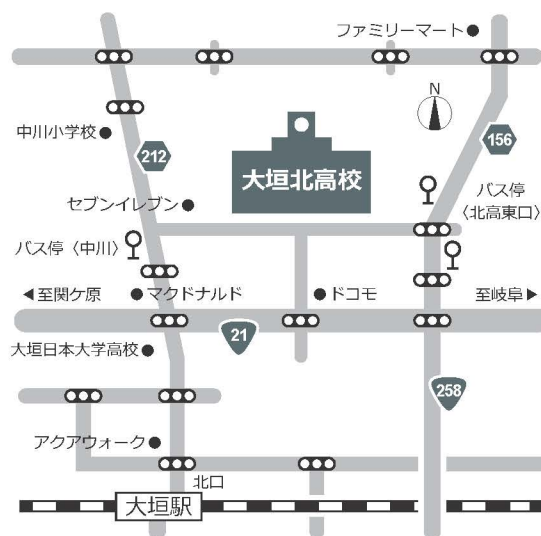 ファミリーマート
N
中川小学校
212
大垣北高校
156
セブンイレブン
バス停
〈北高東口〉
バス停〈中川〉
◀至関ケ原
マクドナルド
ドコモ
至岐阜▶
21
大垣日本大学高校
258
アクアウォーク
北口
大垣駅